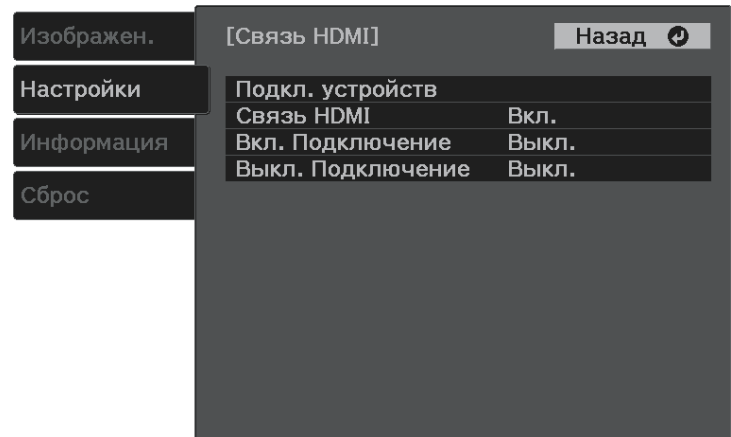 Изображен.
Настройки
Информация
Сброс
[Связь HDMI]
Назад
Подкл. устройств
Связь HDMI Вкл.
Вкл. Подключение Выкл.
Выкл. Подключение Выкл.